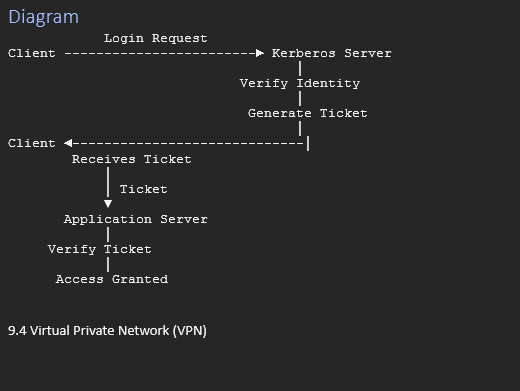 Diagram
Login Request
Client ------------------------► Kerberos Server
Verify Identity
Generate Ticket
Client ◄-----------------------------|
Receives Ticket
Ticket
Application Server
Verify Ticket
Access Granted
9.4 Virtual Private Network (VPN)